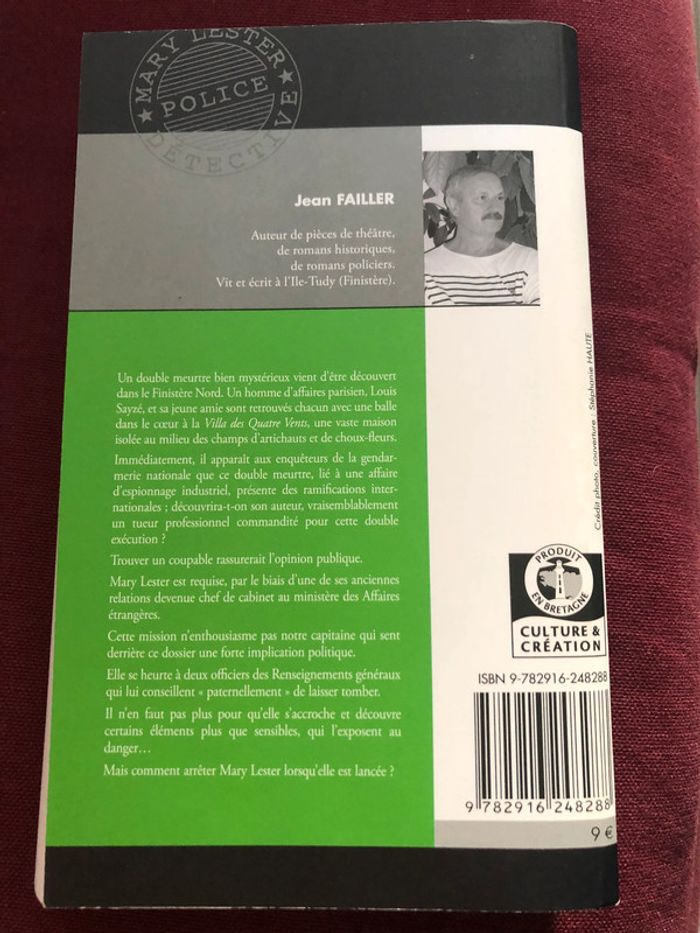 MARY LESTER
POLICE
DÉTECTIVE
Jean FAILLER
Auteur de pièces de théâtre,
de romans historiques,
de romans policiers.
Vit et écrit à l'Ile-Tudy (Finistère).
Un double meurtre bien mystérieux vient d'être découvert
dans le Finistère Nord. Un homme d'affaires parisien, Louis
Sayzé, et sa jeune amie sont retrouvés chacun avec une balle
dans le cœur à la Villa des Quatre Vents, une vaste maison
isolée au milieu des champs d'artichauts et de choux-fleurs.
Immédiatement, il apparaît aux enquêteurs de la gendar-
merie nationale que ce double meurtre, lié à une affaire
d'espionnage industriel, présente des ramifications inter-
nationales ; découvrira-t-on son auteur, vraisemblablement
un tueur professionnel commandité pour cette double
exécution ?
Trouver un coupable rassurerait l'opinion publique.
Mary Lester est requise, par le biais d'une de ses anciennes
relations devenue chef de cabinet au ministère des Affaires
étrangères.
Cette mission n'enthousiasme pas notre capitaine qui sent
derrière ce dossier une forte implication politique.
Elle se heurte à deux officiers des Renseignements généraux
qui lui conseillent « paternellement » de laisser tomber.
Il n'en faut pas plus pour qu'elle s'accroche et découvre
certains éléments plus que sensibles, qui l'exposent au
danger…
Mais comment arrêter Mary Lester lorsqu'elle est lancée ?
Crédit photo, couverture : Stéphanie HAUTE
PRODUIT
EN BRETAGNE
CULTURE &
CRÉATION
ISBN 9-782916-248288
9 782916 248288
9 €